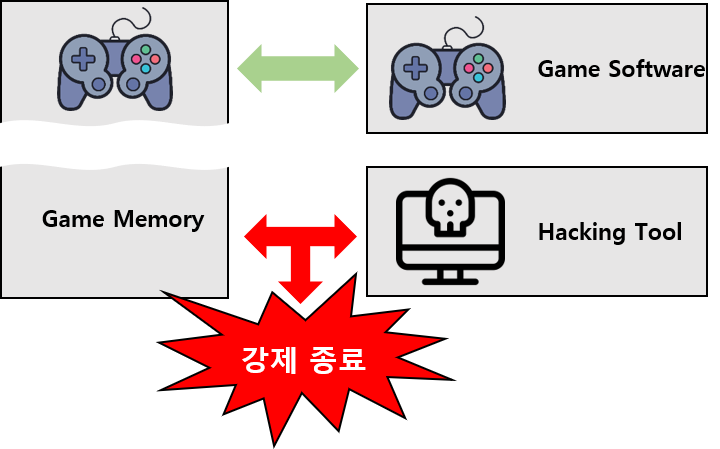 Game Software
Game Memory
Hacking Tool
강제 종료